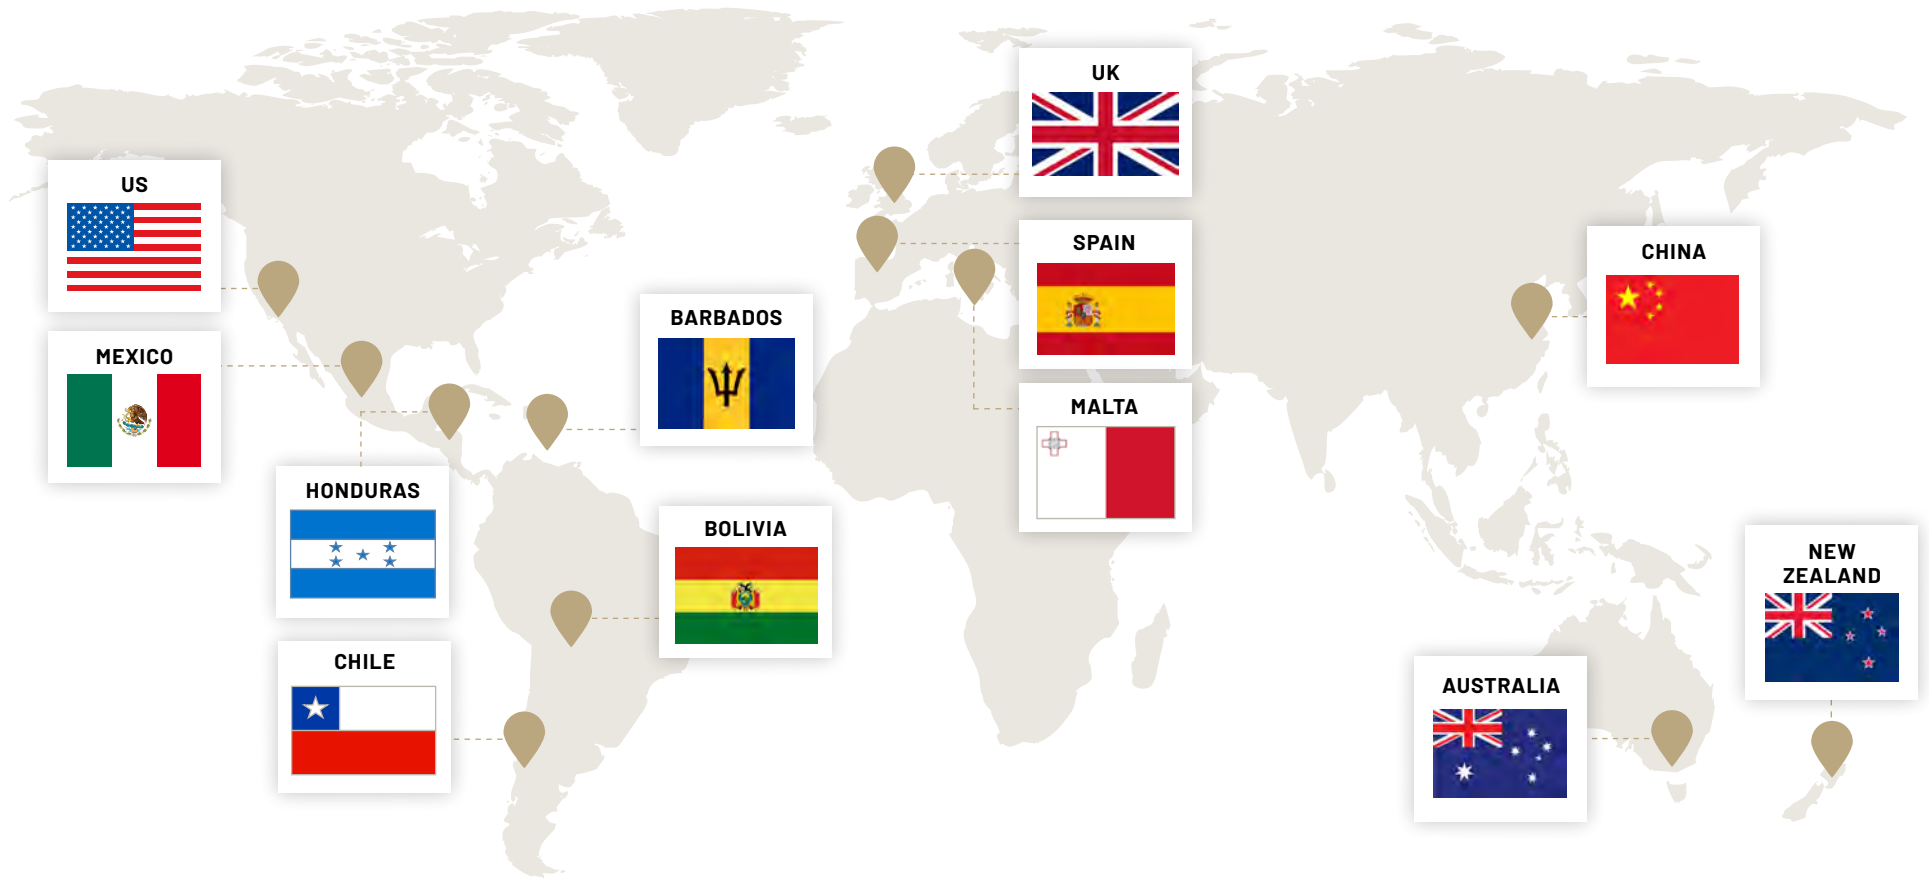 UK
US
SPAIN
CHINA
BARBADOS
MEXICO
MALTA
HONDURAS
BOLIVIA
NEW
ZEALAND
CHILE
AUSTRALIA